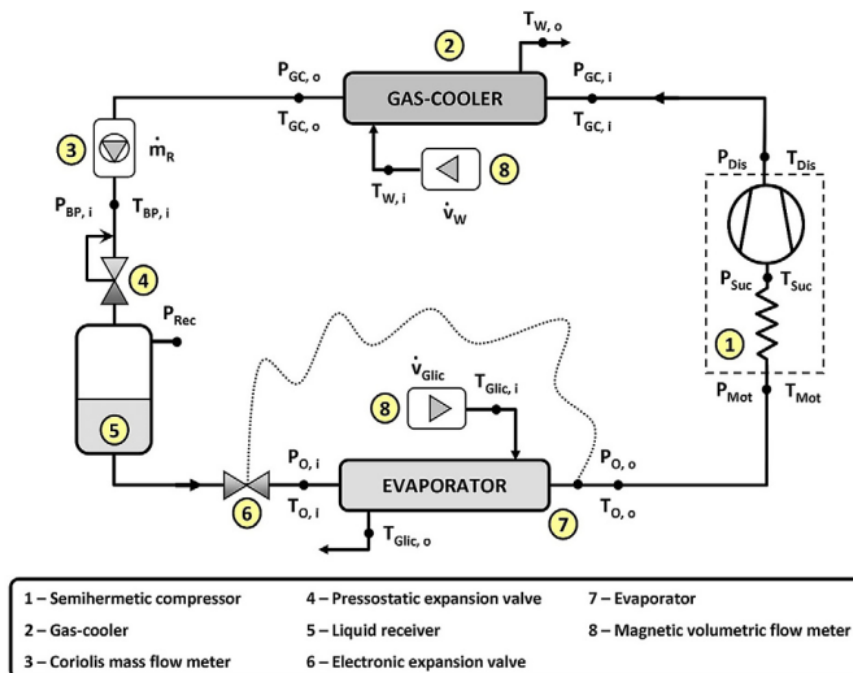 T W, o
2
P GC, o
P GC, i
GAS-COOLER
T GC, o
T GC, i
3
ṁ R
T W, i
8
v̇ W
P Dis
T Dis
P BP, i
T BP, i
4
P Suc
T Suc
P Rec
1
v̇ Glic
T Glic, i
8
P Mot
T Mot
5
P O, i
P O, o
EVAPORATOR
6
T O, i
7
T O, o
T Glic, o
1 – Semihermetic compressor
4 – Pressostatic expansion valve
7 – Evaporator
2 – Gas-cooler
5 – Liquid receiver
8 – Magnetic volumetric flow meter
3 – Coriolis mass flow meter
6 – Electronic expansion valve